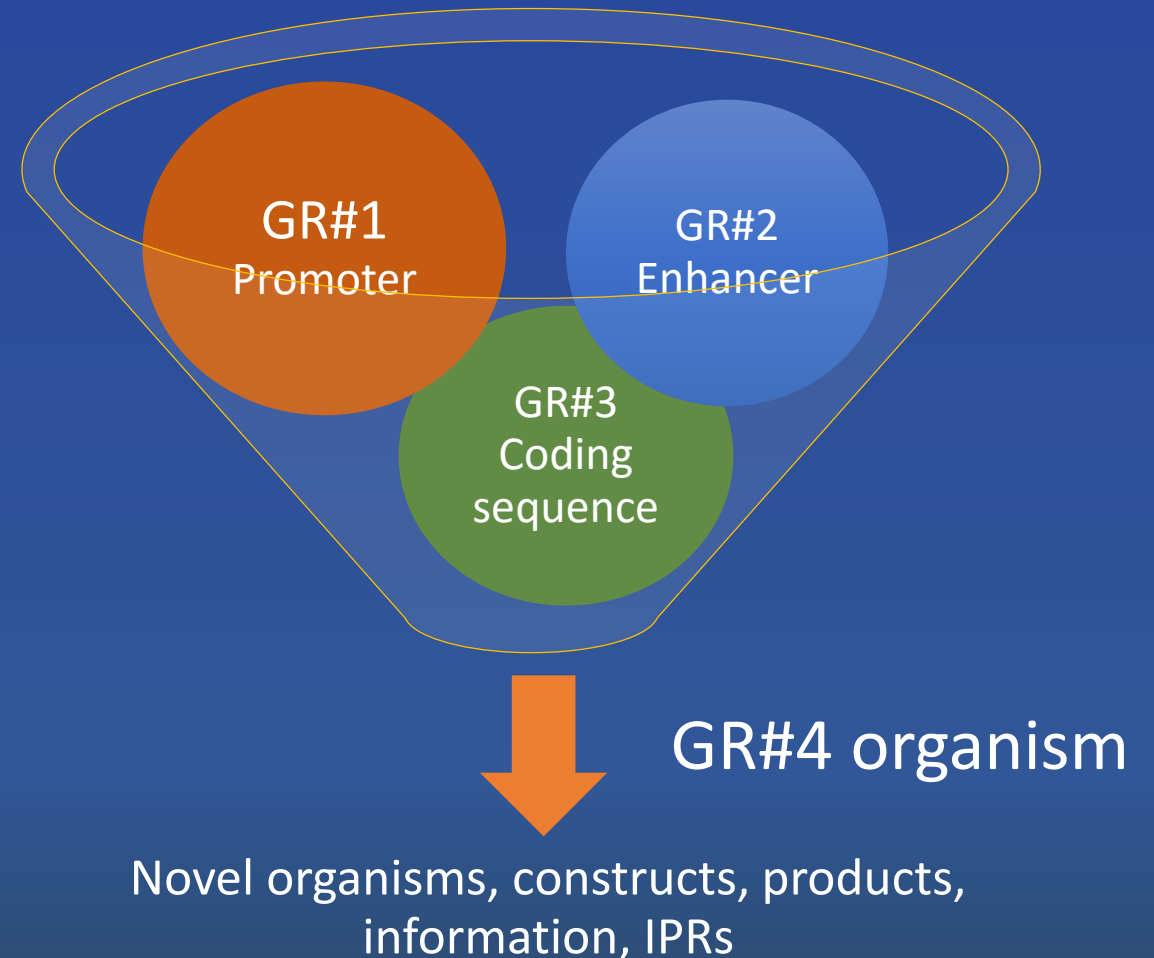 GR#1
Promoter
GR#2
Enhancer
GR#3
Coding
sequence
GR#4 organism
Novel organisms, constructs, products,
information, IPRs